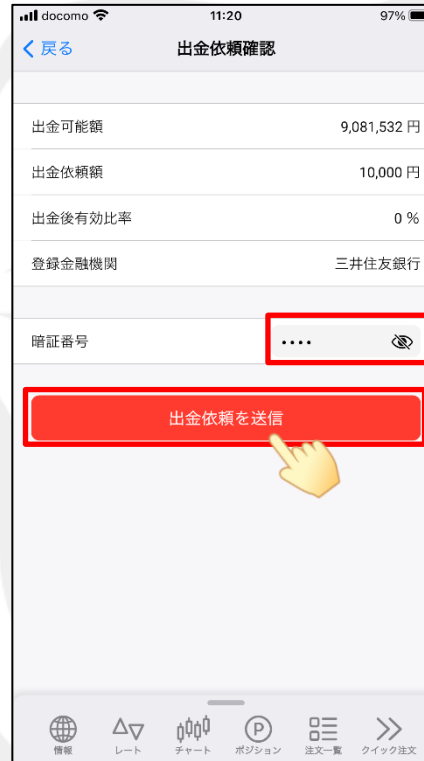 docomo 11:20 97%
戻る 出金依頼確認
出金可能額 9,081,532 円
出金依頼額 10,000 円
出金後有効比率 0 %
登録金融機関 三井住友銀行
暗証番号 ••••
出金依頼を送信
P
情報 レート チャート ポジション 注文一覧 クイック注文